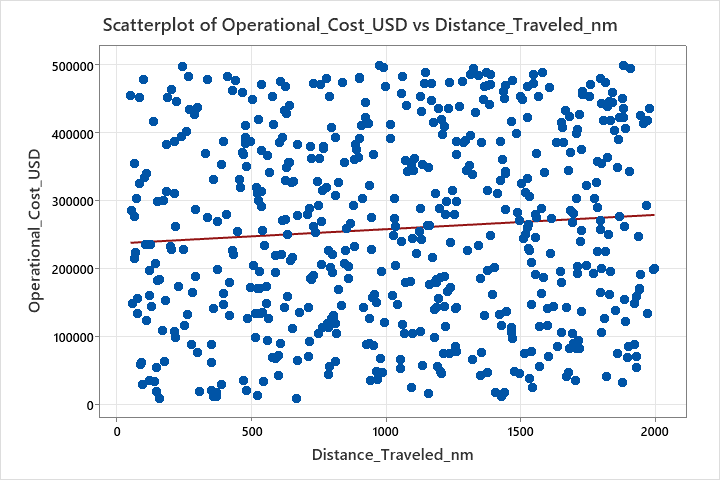 Scatterplot of Operational_Cost_USD vs Distance_Traveled_nm
500000
400000
300000
200000
100000
0
Operational_Cost_USD
0 500 1000 1500 2000
Distance_Traveled_nm